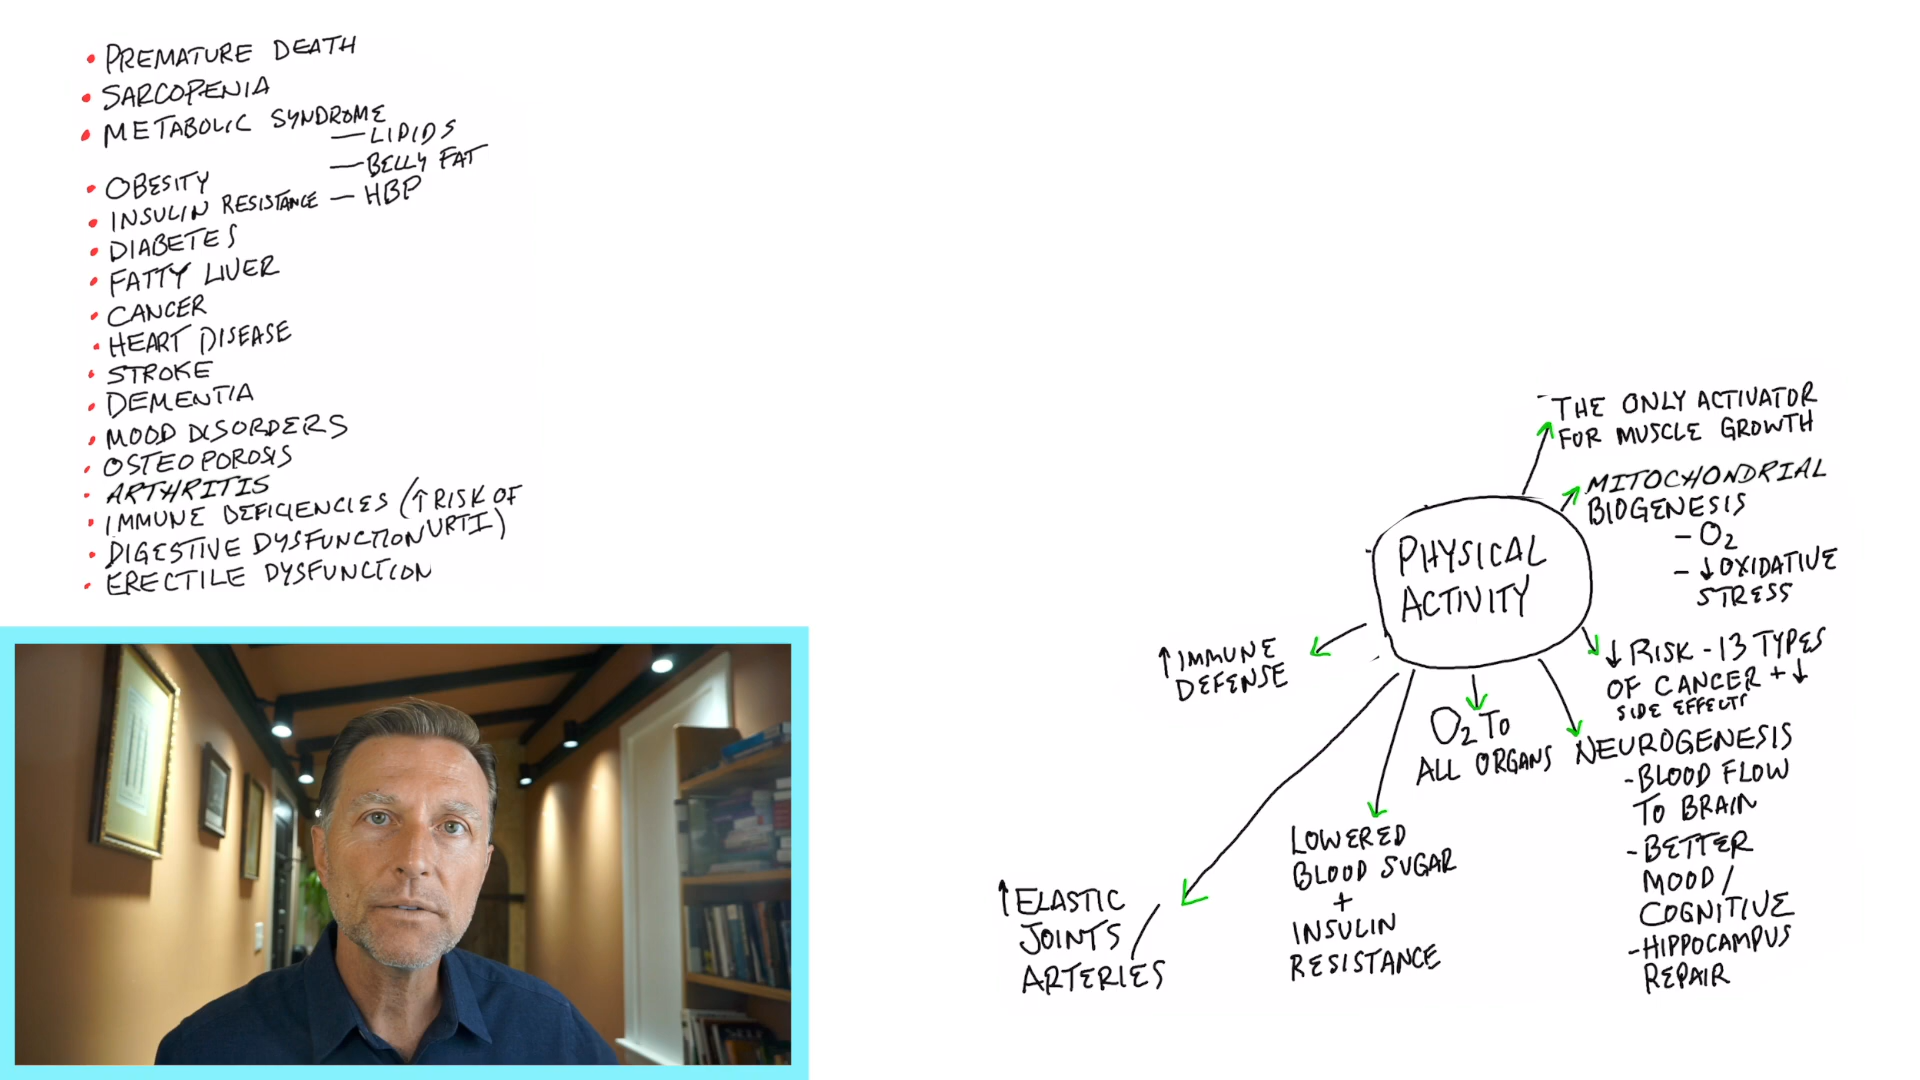 • PREMATURE DEATH
• SARCOPENIA
• METABOLIC SYNDROME
— LIPIDS
— BELLY FAT
• OBESITY
• INSULIN RESISTANCE — HBP
• DIABETES
• FATTY LIVER
• CANCER
• HEART DISEASE
• STROKE
• DEMENTIA
• MOOD DISORDERS
• OSTEOPOROSIS
• ARTHRITIS
• IMMUNE DEFICIENCIES (↑ RISK OF
URTI)
• DIGESTIVE DYSFUNCTION
• ERECTILE DYSFUNCTION
PHYSICAL
ACTIVITY
- THE ONLY ACTIVATOR
FOR MUSCLE GROWTH
MITOCHONDRIAL
BIOGENESIS
- O2
- ↓ OXIDATIVE
STRESS
↓ RISK - 13 TYPES
OF CANCER + ↓
SIDE EFFECTS
NEUROGENESIS
- BLOOD FLOW
TO BRAIN
- BETTER
MOOD/
COGNITIVE
- HIPPOCAMPUS
REPAIR
O2 TO
ALL ORGANS
LOWERED
BLOOD SUGAR
+
INSULIN
RESISTANCE
↑ ELASTIC
JOINTS/
ARTERIES
↑ IMMUNE
DEFENSE